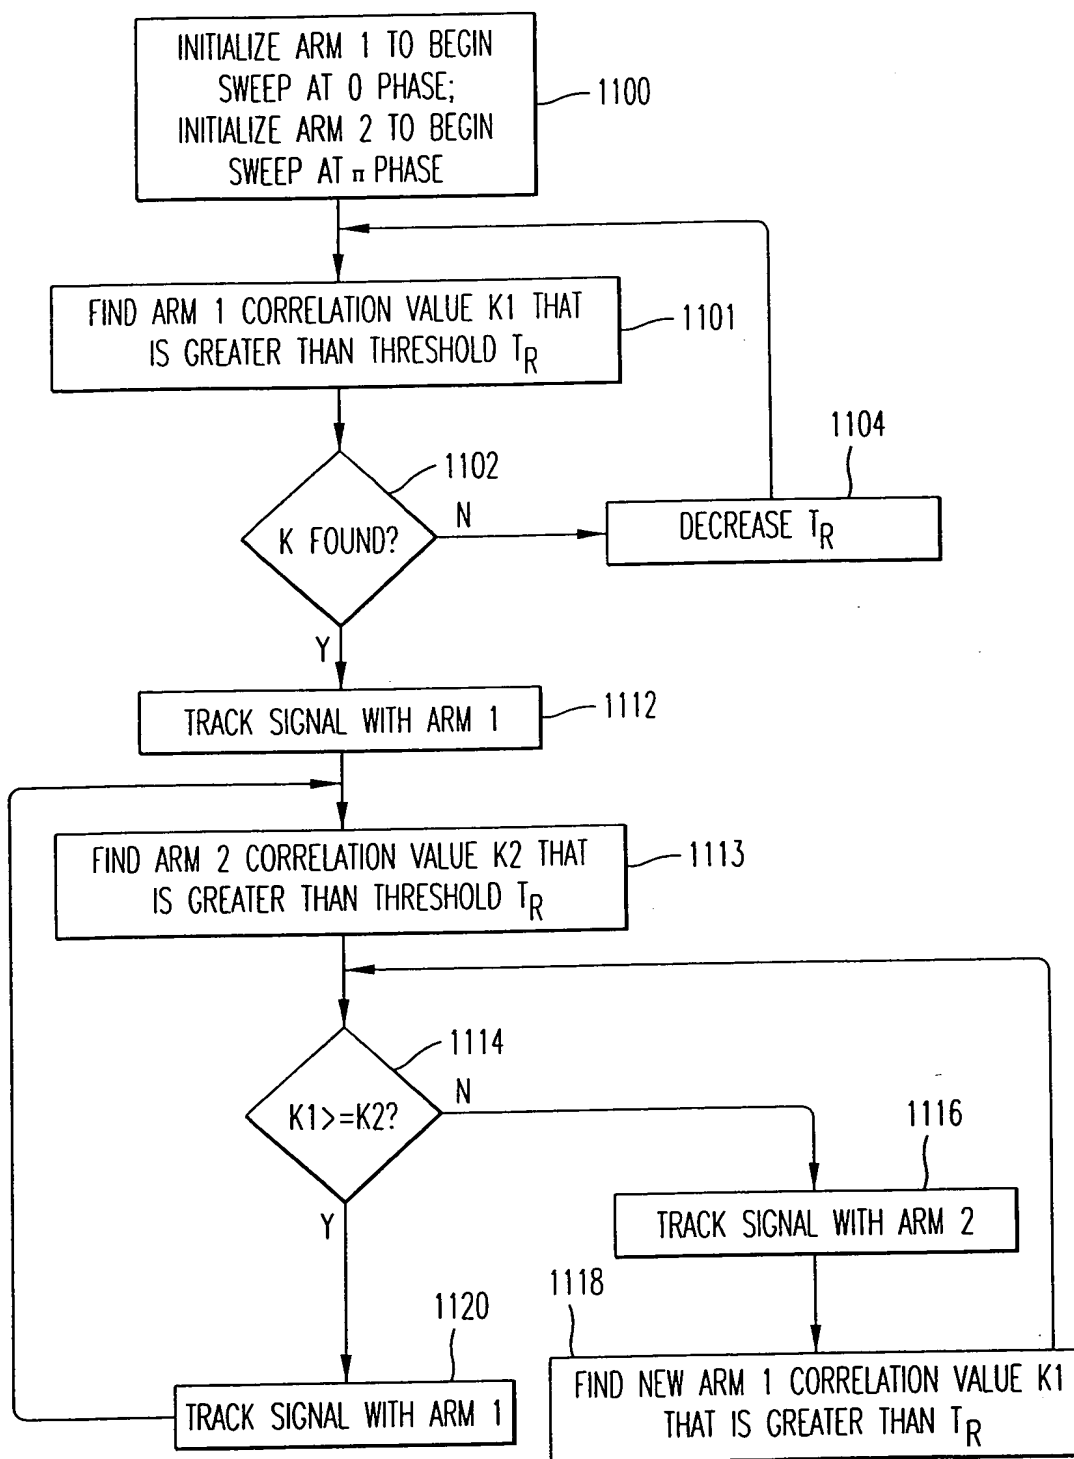 INITIALIZE ARM 1 TO BEGIN
SWEEP AT 0 PHASE;
INITIALIZE ARM 2 TO BEGIN
SWEEP AT π PHASE
1100
FIND ARM 1 CORRELATION VALUE K1 THAT
IS GREATER THAN THRESHOLD TR
1101
1102
K FOUND?
N
1104
DECREASE TR
Y
TRACK SIGNAL WITH ARM 1
1112
FIND ARM 2 CORRELATION VALUE K2 THAT
IS GREATER THAN THRESHOLD TR
1113
1114
K1>=K2?
N
1116
TRACK SIGNAL WITH ARM 2
Y
1118
FIND NEW ARM 1 CORRELATION VALUE K1
THAT IS GREATER THAN TR
1120
TRACK SIGNAL WITH ARM 1